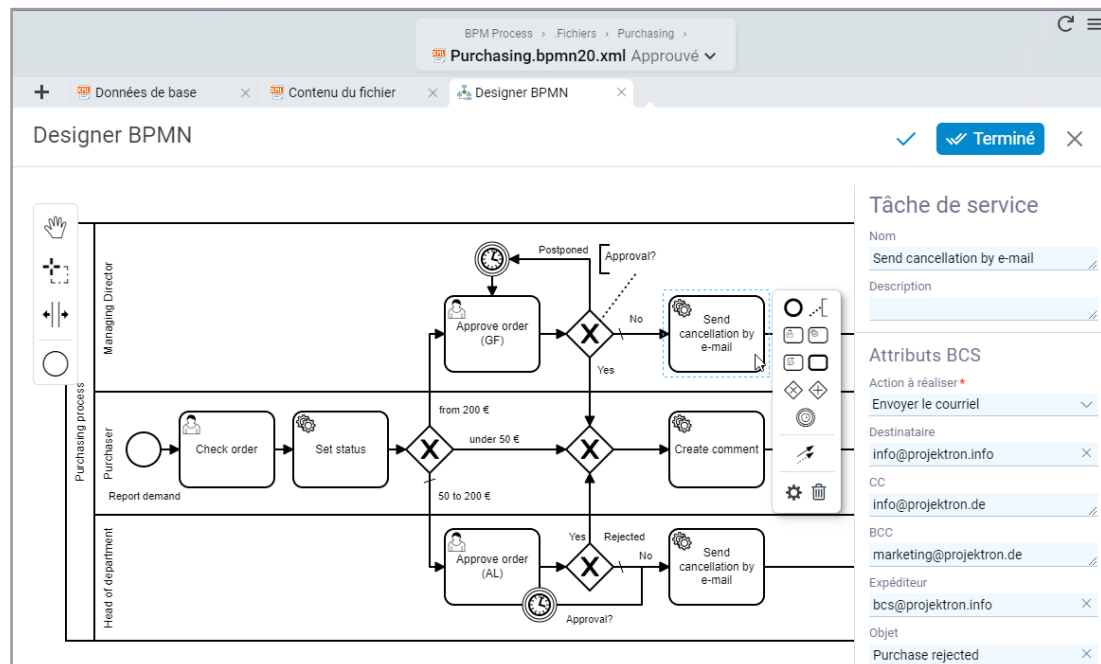 BPM Process › .Fichiers › Purchasing ›
Purchasing.bpmn20.xml Approuvé
Données de base
Contenu du fichier
Designer BPMN
Designer BPMN
Terminé
Purchasing process
Managing Director
Postponed
Approval?
Approve order
(GF)
No
Yes
Send
cancellation by
e-mail
Purchaser
Report demand
Check order
Set status
from 200 €
under 50 €
50 to 200 €
Create comment
Head of department
Approve order
(AL)
Yes
Rejected
No
Approval?
Send
cancellation by
e-mail
Tâche de service
Nom
Send cancellation by e-mail
Description
Attributs BCS
Action à réaliser *
Envoyer le courriel
Destinataire
info@projektron.info
CC
info@projektron.de
BCC
marketing@projektron.de
Expéditeur
bcs@projektron.info
Objet
Purchase rejected